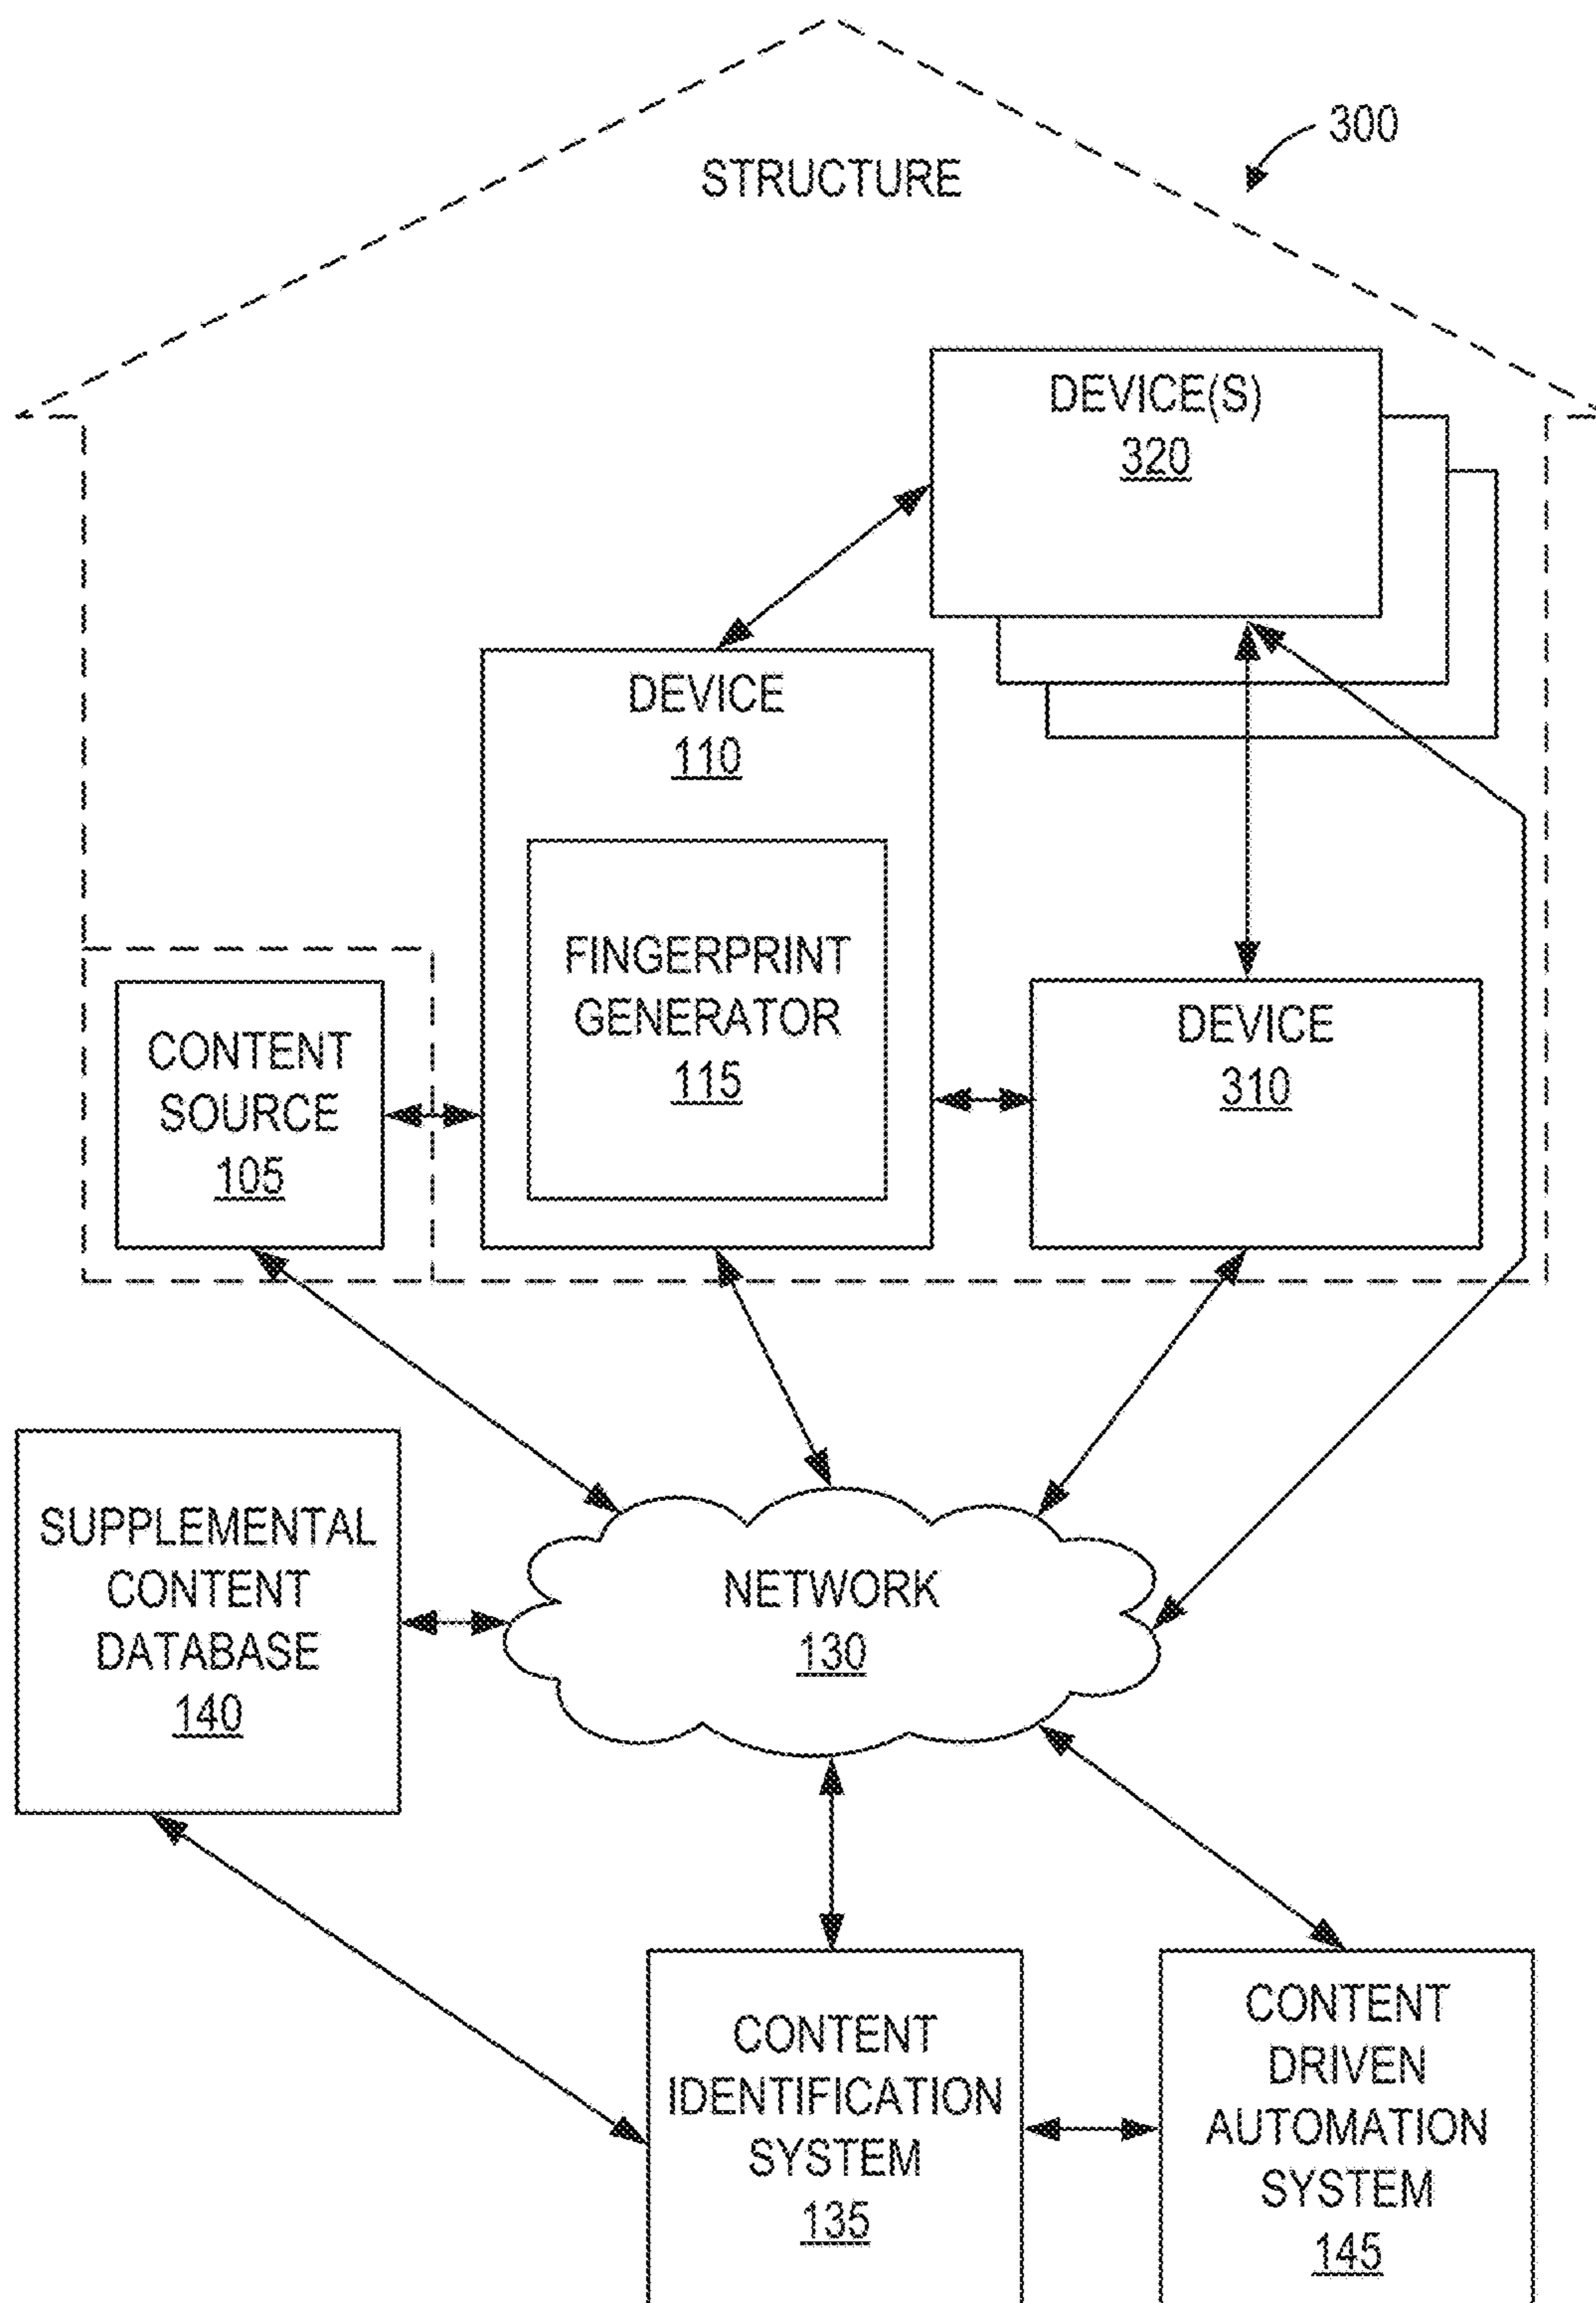 300
STRUCTURE
DEVICE(S)
320
DEVICE
110
FINGERPRINT
GENERATOR
115
DEVICE
310
CONTENT
SOURCE
105
SUPPLEMENTAL
CONTENT
DATABASE
140
NETWORK
130
CONTENT
IDENTIFICATION
SYSTEM
135
CONTENT
DRIVEN
AUTOMATION
SYSTEM
145